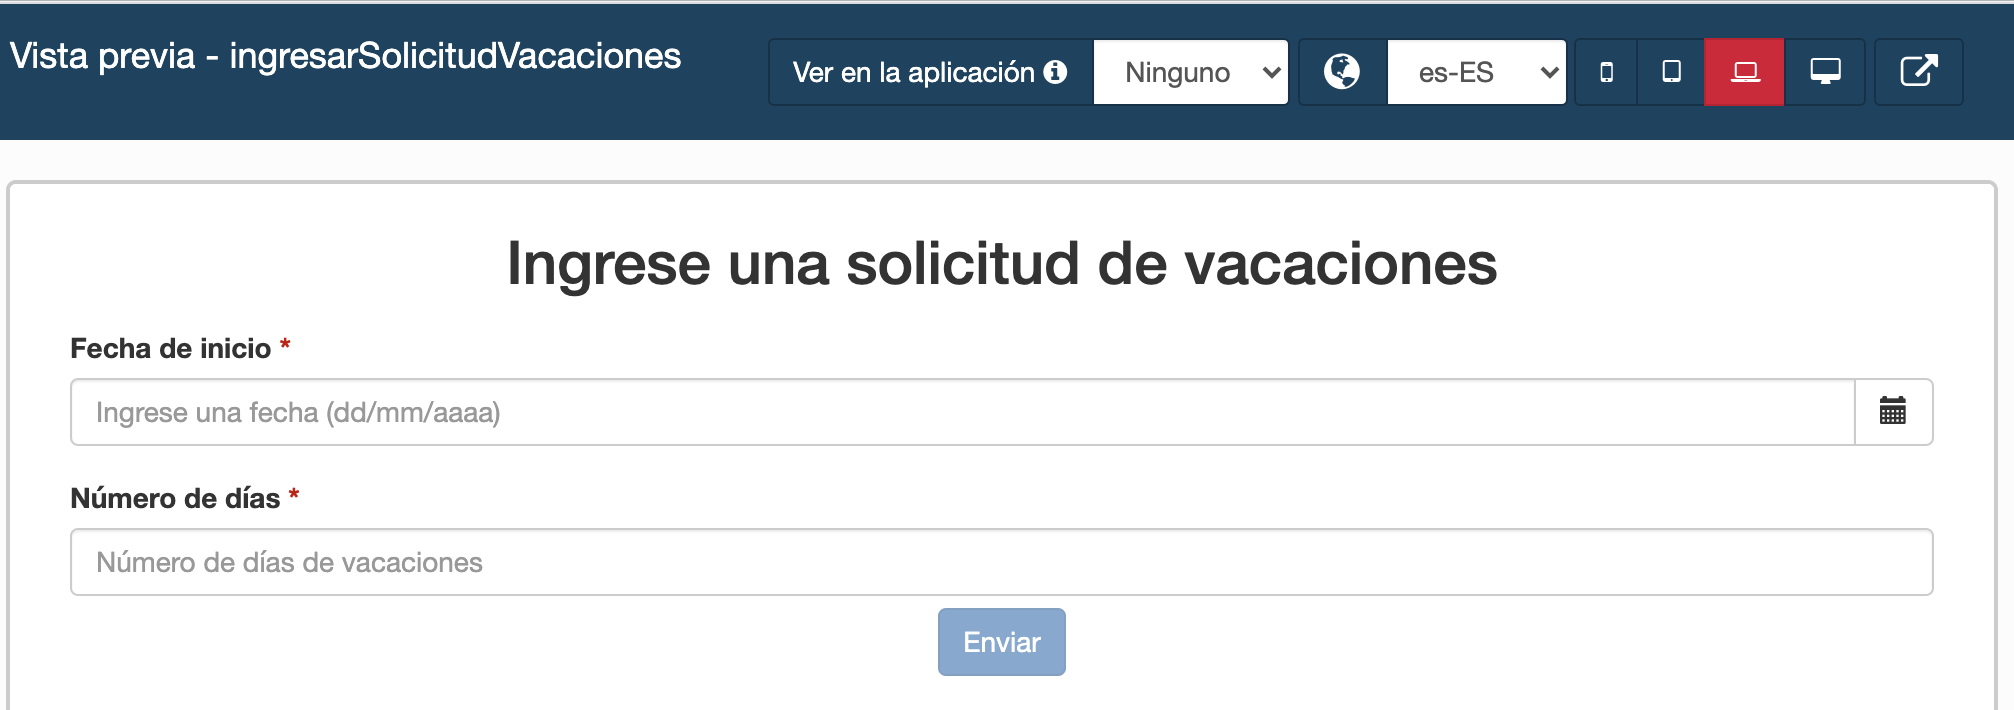 Vista previa - ingresarSolicitudVacaciones
Ver en la aplicación
Ninguno
es-ES
Ingrese una solicitud de vacaciones
Fecha de inicio *
Ingrese una fecha (dd/mm/aaaa)
Número de días *
Número de días de vacaciones
Enviar